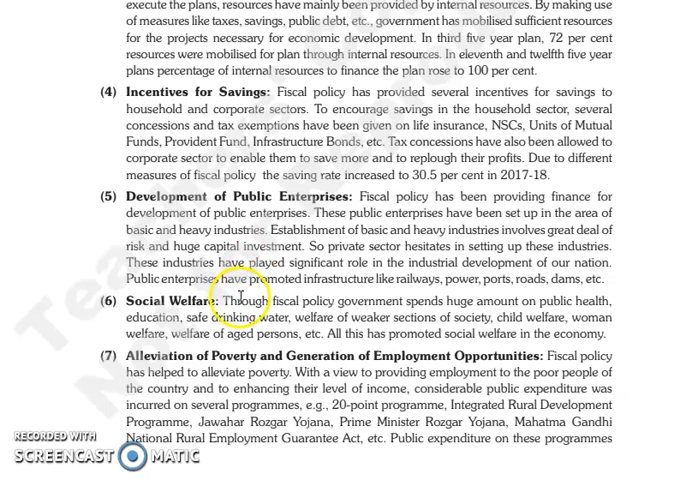 execute the plans, resources have mainly been provided by internal resources. By making use
of measures like taxes, savings, public debt, etc., government has mobilised sufficient resources
for the projects necessary for economic development. In third five year plan, 72 per cent
resources were mobilised for plan through internal resources. In eleventh and twelfth five year
plans percentage of internal resources to finance the plan rose to 100 per cent.
(4) Incentives for Savings: Fiscal policy has provided several incentives for savings to
household and corporate sectors. To encourage savings in the household sector, several
concessions and tax exemptions have been given on life insurance, NSCs, Units of Mutual
Funds, Provident Fund, Infrastructure Bonds, etc. Tax concessions have also been allowed to
corporate sector to enable them to save more and to replough their profits. Due to different
measures of fiscal policy the saving rate increased to 30.5 per cent in 2017-18.
(5) Development of Public Enterprises: Fiscal policy has been providing finance for
development of public enterprises. These public enterprises have been set up in the area of
basic and heavy industries. Establishment of basic and heavy industries involves great deal of
risk and huge capital investment. So private sector hesitates in setting up these industries.
These industries have played significant role in the industrial development of our nation.
Public enterprises have promoted infrastructure like railways, power, ports, roads, dams, etc.
(6) Social Welfare: Through fiscal policy government spends huge amount on public health,
education, safe drinking water, welfare of weaker sections of society, child welfare, woman
welfare, welfare of aged persons, etc. All this has promoted social welfare in the economy.
(7) Alleviation of Poverty and Generation of Employment Opportunities: Fiscal policy
has helped to alleviate poverty. With a view to providing employment to the poor people of
the country and to enhancing their level of income, considerable public expenditure was
incurred on several programmes, e.g., 20-point programme, Integrated Rural Development
Programme, Jawahar Rozgar Yojana, Prime Minister Rozgar Yojana, Mahatma Gandhi
National Rural Employment Guarantee Act, etc. Public expenditure on these programmes
RECORDED WITH
SCREENCAST MATIC